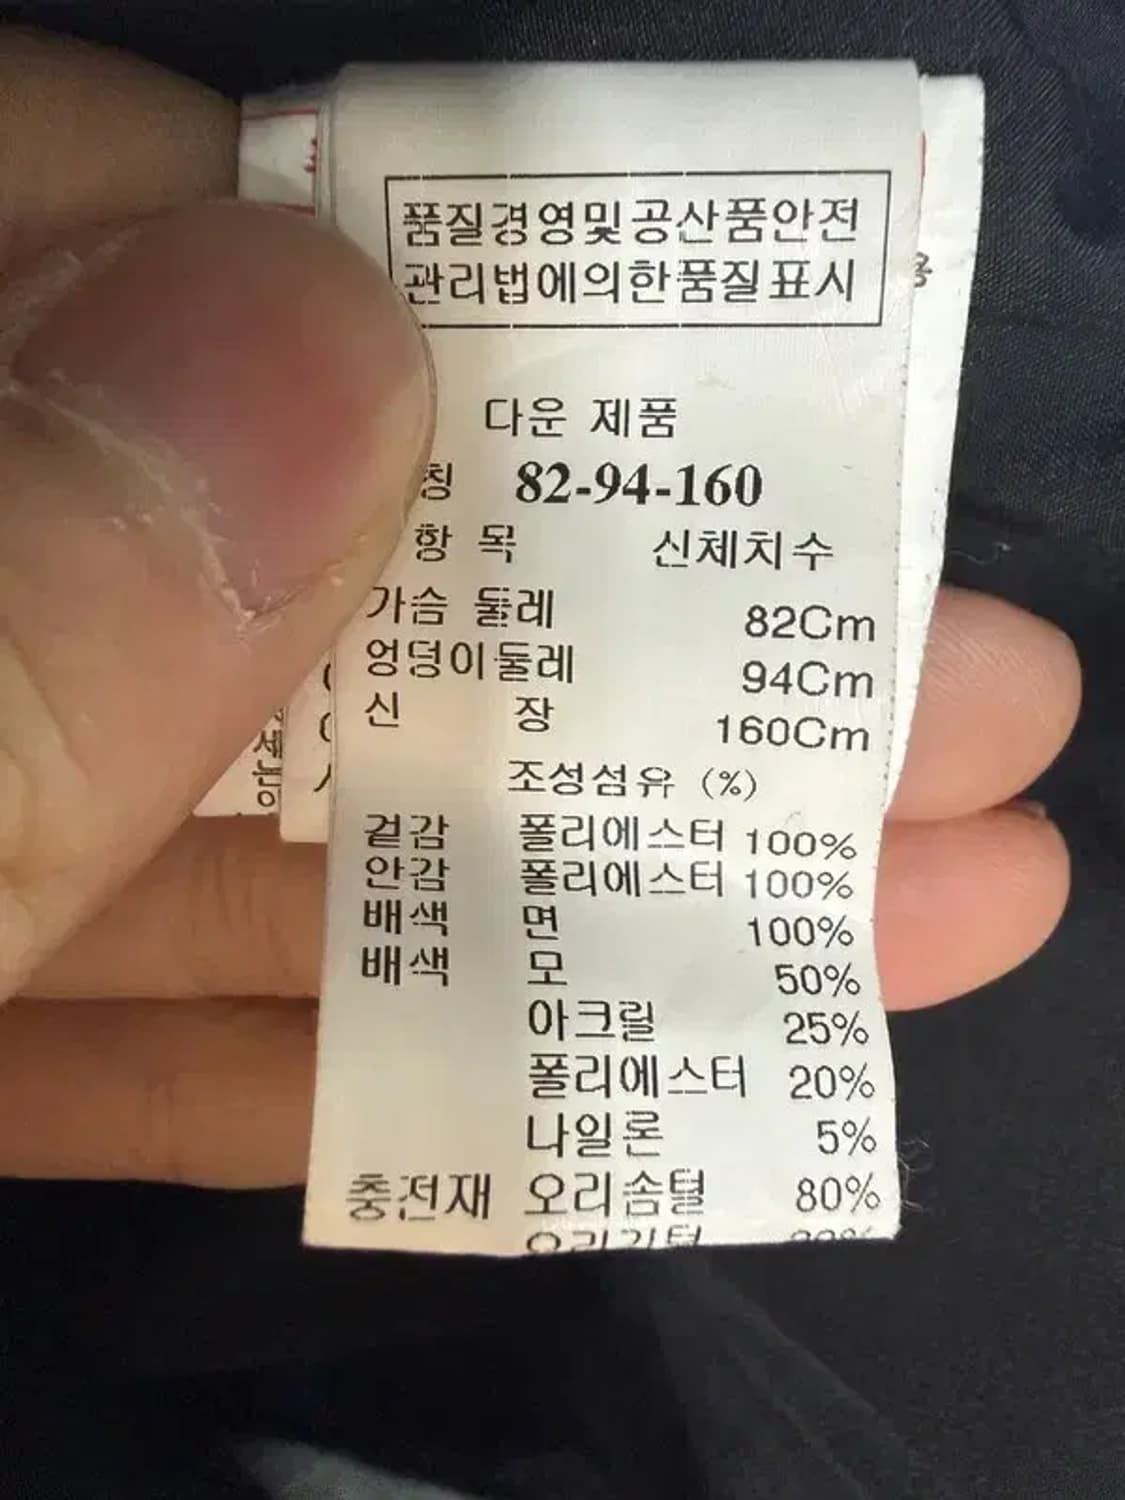 품질경영및공산품안전
관리법에의한품질표시
용
다운 제품
칭 82-94-160
항 목 신체치수
가슴 둘레 82Cm
엉덩이둘레 94Cm
신 장 160Cm
조성섬유 (%)
겉감 폴리에스터 100%
안감 폴리에스터 100%
배색 면 100%
배색 모 50%
아크릴 25%
폴리에스터 20%
나일론 5%
충전재 오리솜털 80%